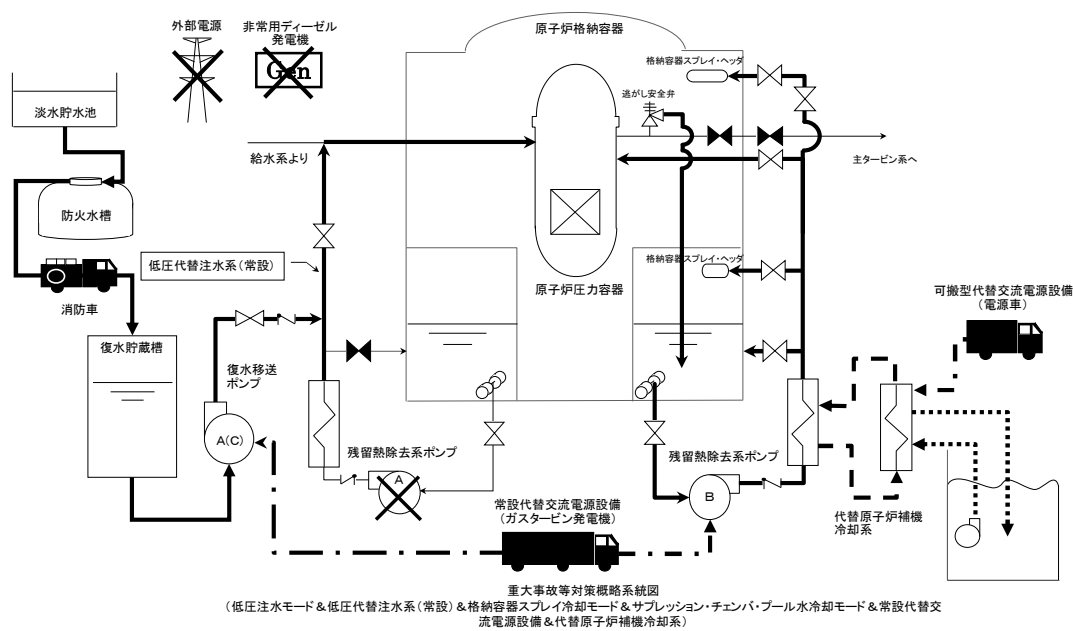 外部電源
非常用ディーゼル
発電機
Gen
原子炉格納容器
格納容器スプレイ・ヘッダ
逃がし安全弁
淡水貯水池
給水系より
主タービン系へ
防火水槽
低圧代替注水系(常設)
格納容器スプレイ・ヘッダ
原子炉圧力容器
消防車
可搬型代替交流電源設備
(電源車)
復水貯蔵槽
復水移送
ポンプ
A(C)
残留熱除去系ポンプ
A
残留熱除去系ポンプ
B
常設代替交流電源設備
(ガスタービン発電機)
代替原子炉補機
冷却系
重大事故等対策概略系統図
(低圧注水モード&低圧代替注水系(常設)&格納容器スプレイ冷却モード&サプレッション・チェンバ・プール水冷却モード&常設代替交
流電源設備&代替原子炉補機冷却系)